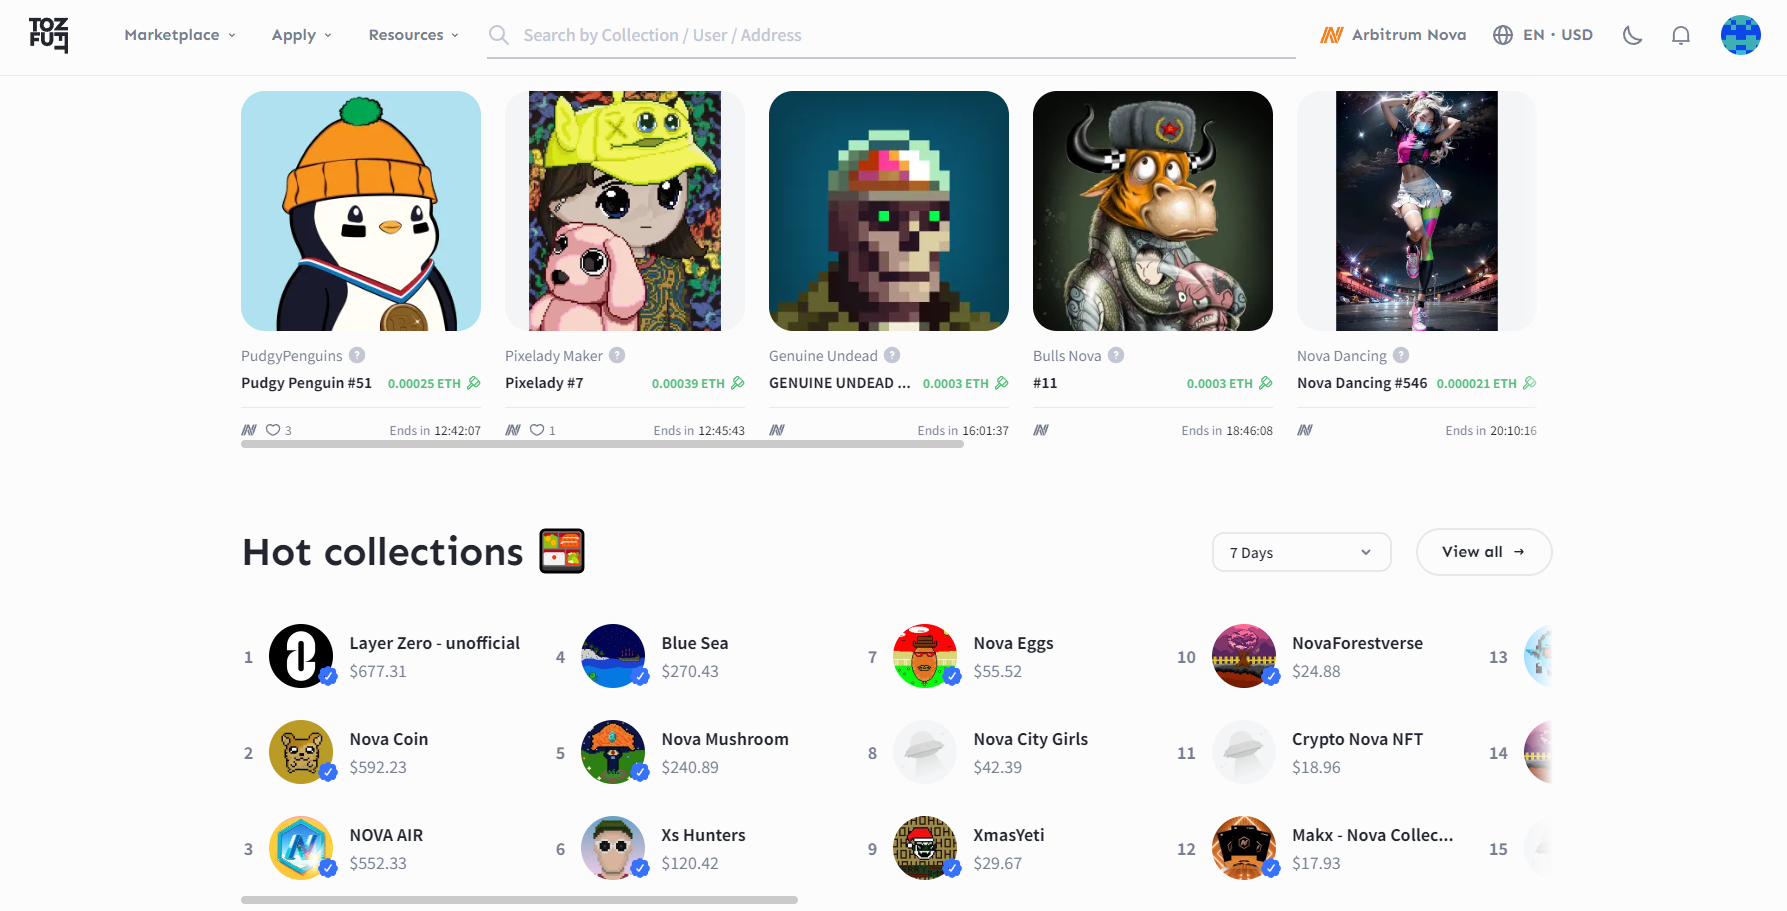 TOZ
FU
Marketplace
Apply
Resources
Search by Collection / User / Address
Arbitrum Nova
EN · USD
PudgyPenguins ?
Pudgy Penguin #51 0.00025 ETH
3 Ends in 12:42:07
Pixelady Maker ?
Pixelady #7 0.00039 ETH
1 Ends in 12:45:43
Genuine Undead ?
GENUINE UNDEAD ... 0.0003 ETH
Ends in 16:01:37
Bulls Nova ?
#11 0.0003 ETH
Ends in 18:46:08
Nova Dancing ?
Nova Dancing #546 0.000021 ETH
Ends in 20:10:16
Hot collections
7 Days
View all →
1 Layer Zero - unofficial
$677.31
2 Nova Coin
$592.23
3 NOVA AIR
$552.33
4 Blue Sea
$270.43
5 Nova Mushroom
$240.89
6 Xs Hunters
$120.42
7 Nova Eggs
$55.52
8 Nova City Girls
$42.39
9 XmasYeti
$29.67
10 NovaForestverse
$24.88
11 Crypto Nova NFT
$18.96
12 Makx - Nova Collec...
$17.93
13
14
15